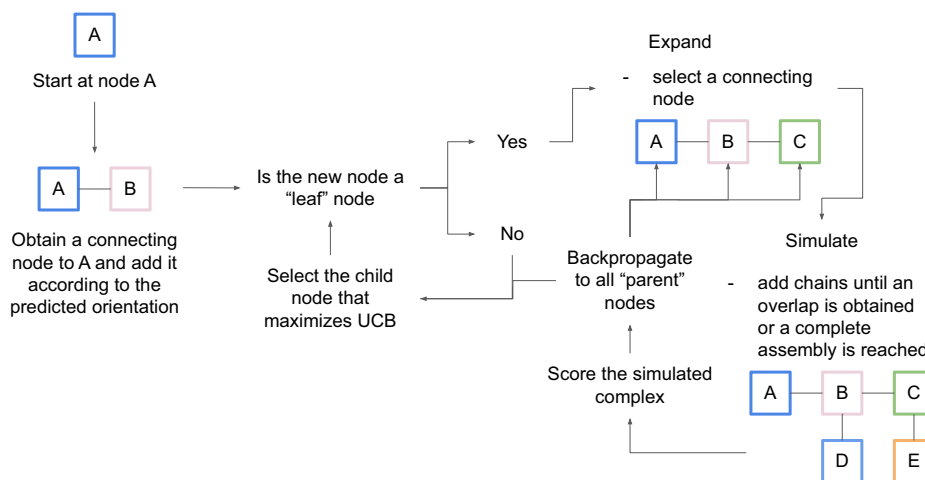 A
Start at node A
A
B
Obtain a connecting
node to A and add it
according to the
predicted orientation
Is the new node a
“leaf” node
Select the child
node that
maximizes UCB
Yes
No
Expand
- select a connecting
node
A
B
C
Simulate
- add chains until an
overlap is obtained
or a complete
assembly is reached
A
B
C
D
E
Score the simulated
complex
Backpropagate
to all “parent”
nodes